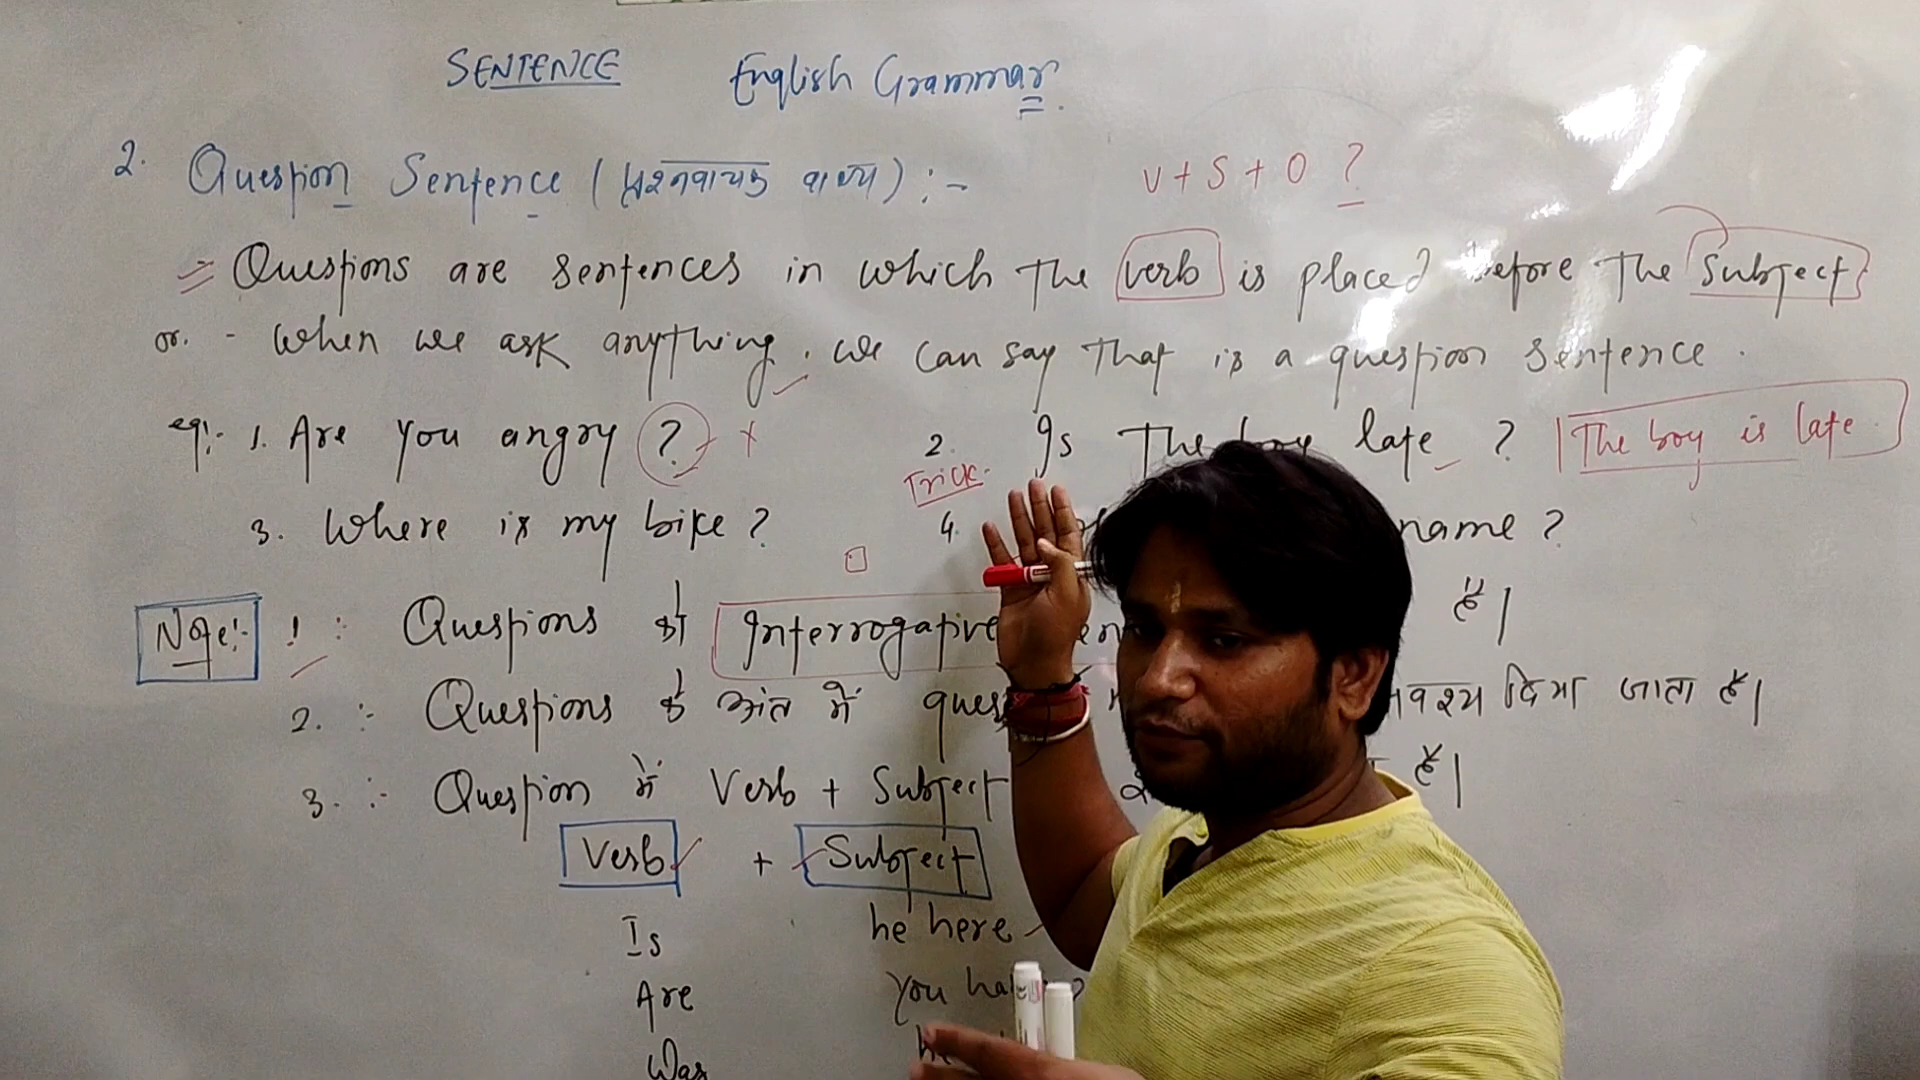 SENTENCE English Grammar.
2. Question Sentence (प्रश्नवाचक वाक्य) :-
V + S + O ?
Questions are sentences in which the verb is placed before the Subject
or. - When we ask anything, we can say that is a question sentence.
eg:- 1. Are you angry ? 2. Is The boy late ? The boy is late.
Trick
3. Where is my bike ? 4. name ?
Note:- 1 : Questions को Interrogative हैं।
2. :- Questions के अंत में दिया जाता है।
3. :- Question में Verb + Subject है।
Verb + Subject
Is he here
Are you
Was